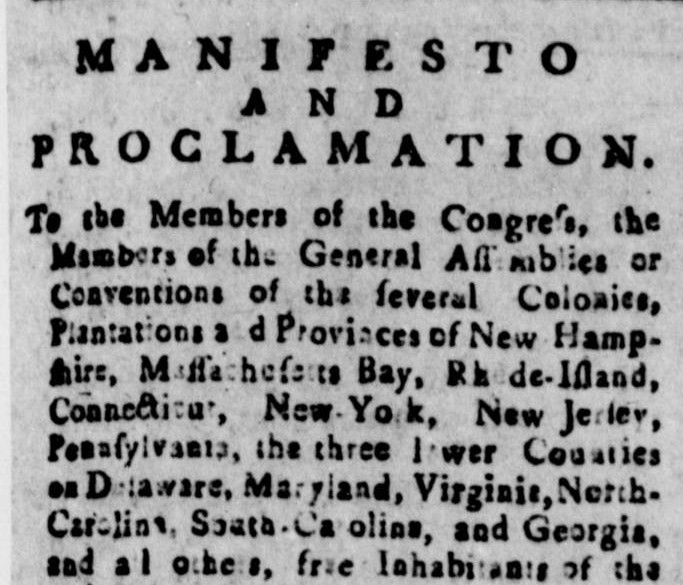 MANIFESTO
AND
PROCLAMATION.
To the Members of the Congreſs, the
Members of the General Aſſemblies or
Conventions of the ſeveral Colonies,
Plantations and Provinces of New Hamp-
ſhire, Maſſachuſetts Bay, Rhode-Iſland,
Connecticut, New-York, New Jerſey,
Pennſylvania, the three lower Counties
on Delaware, Maryland, Virginia, North-
Carolina, South-Carolina, and Georgia,
and all others, free Inhabitants of the